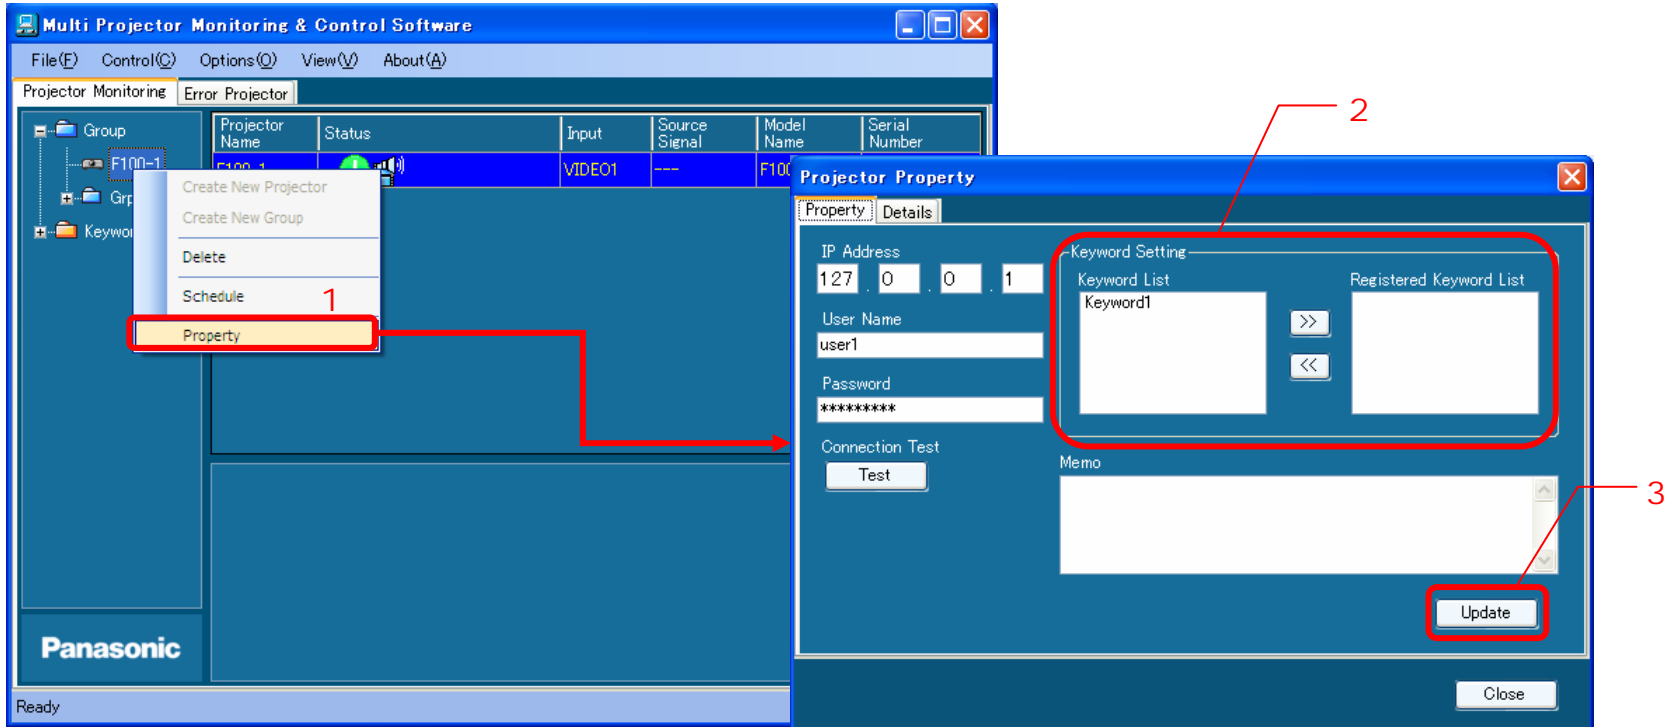 Multi Projector Monitoring & Control Software
File(F) Control(C) Options(O) View(V) About(A)
Projector Monitoring Error Projector
Group
F100-1
Keywor
Projector Name Status Input Source Signal Model Name Serial Number
VIDEO1 --- F100
Create New Projector
Create New Group
Delete
Schedule
1
Property
Panasonic
Ready
2
Projector Property
Property Details
IP Address
127 . 0 . 0 . 1
User Name
user1
Password
*********
Connection Test
Test
Keyword Setting
Keyword List
Keyword1
>>
<<
Registered Keyword List
Memo
3
Update
Close